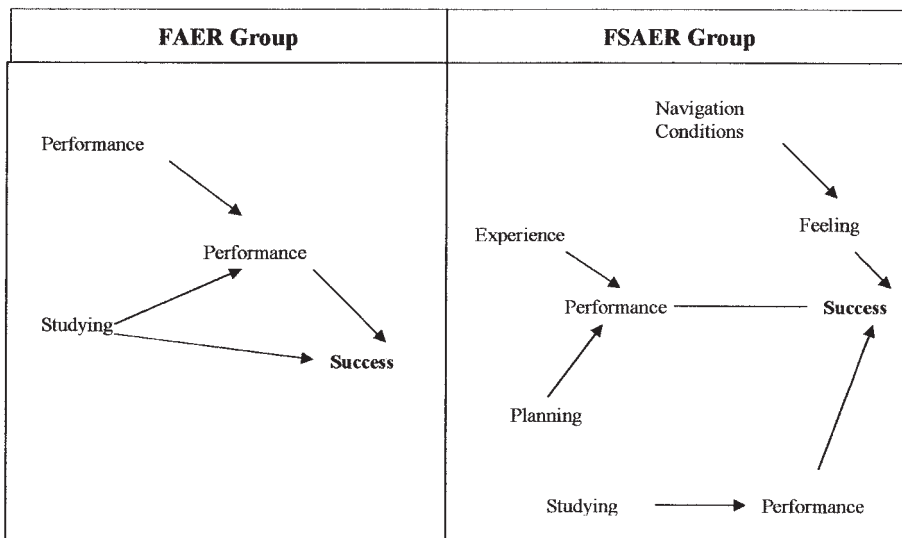 FAER Group
FSAER Group
Performance
Performance
Studying
Success
Navigation
Conditions
Feeling
Experience
Performance
Success
Planning
Studying
Performance